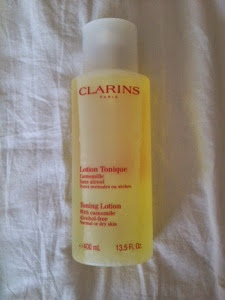 CLARINS
PARIS
Lotion Tonique
Camomille
Sans alcool
Peaux normales ou sèches
Toning Lotion
With camomile
Alcohol-free
Normal or dry skin
400 mL 13.5 Fl. Oz.